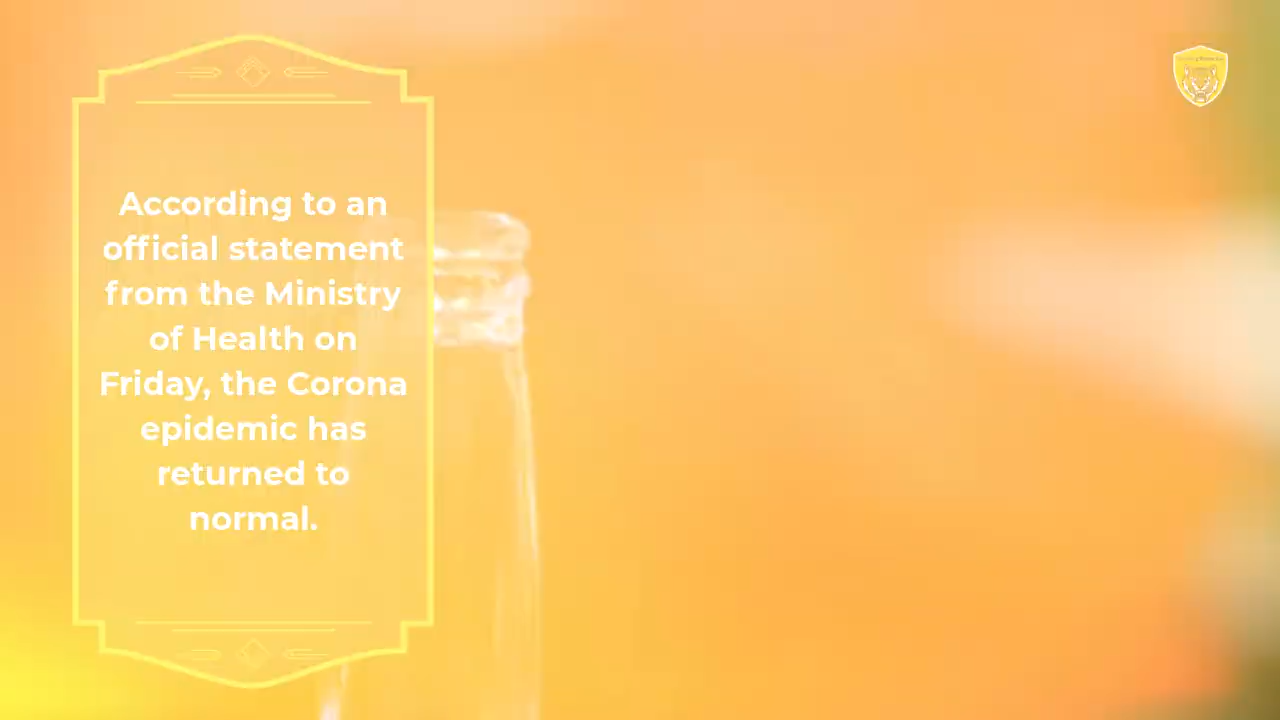 According to an
official statement
from the Ministry
of Health on
Friday, the Corona
epidemic has
returned to
normal.